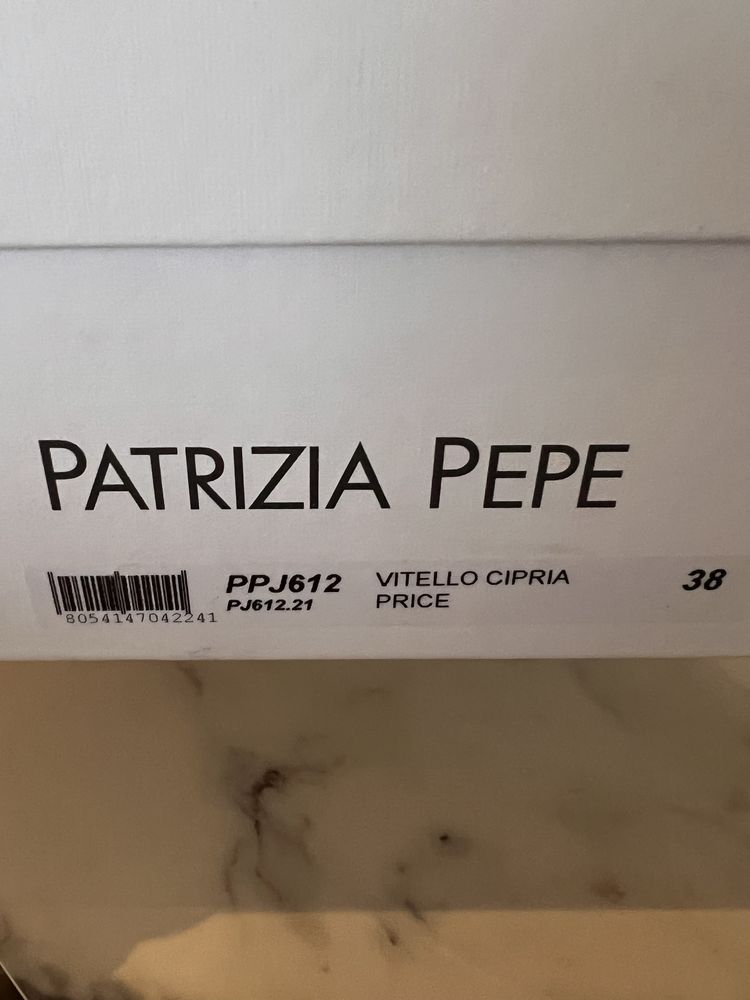 PATRIZIA PEPE
8054147042241
PPJ612
PJ612.21
VITELLO CIPRIA
PRICE
38